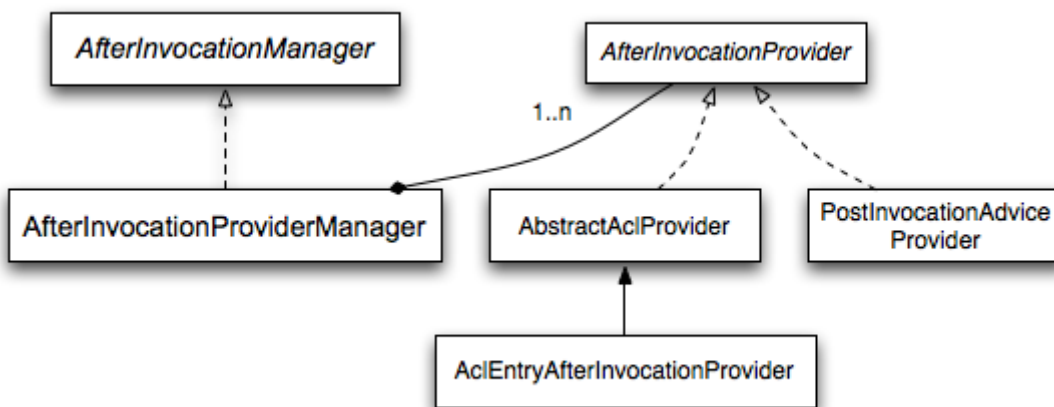 AfterInvocationManager
AfterInvocationProvider
1..n
AfterInvocationProviderManager
AbstractAclProvider
PostInvocationAdvice
Provider
AclEntryAfterInvocationProvider